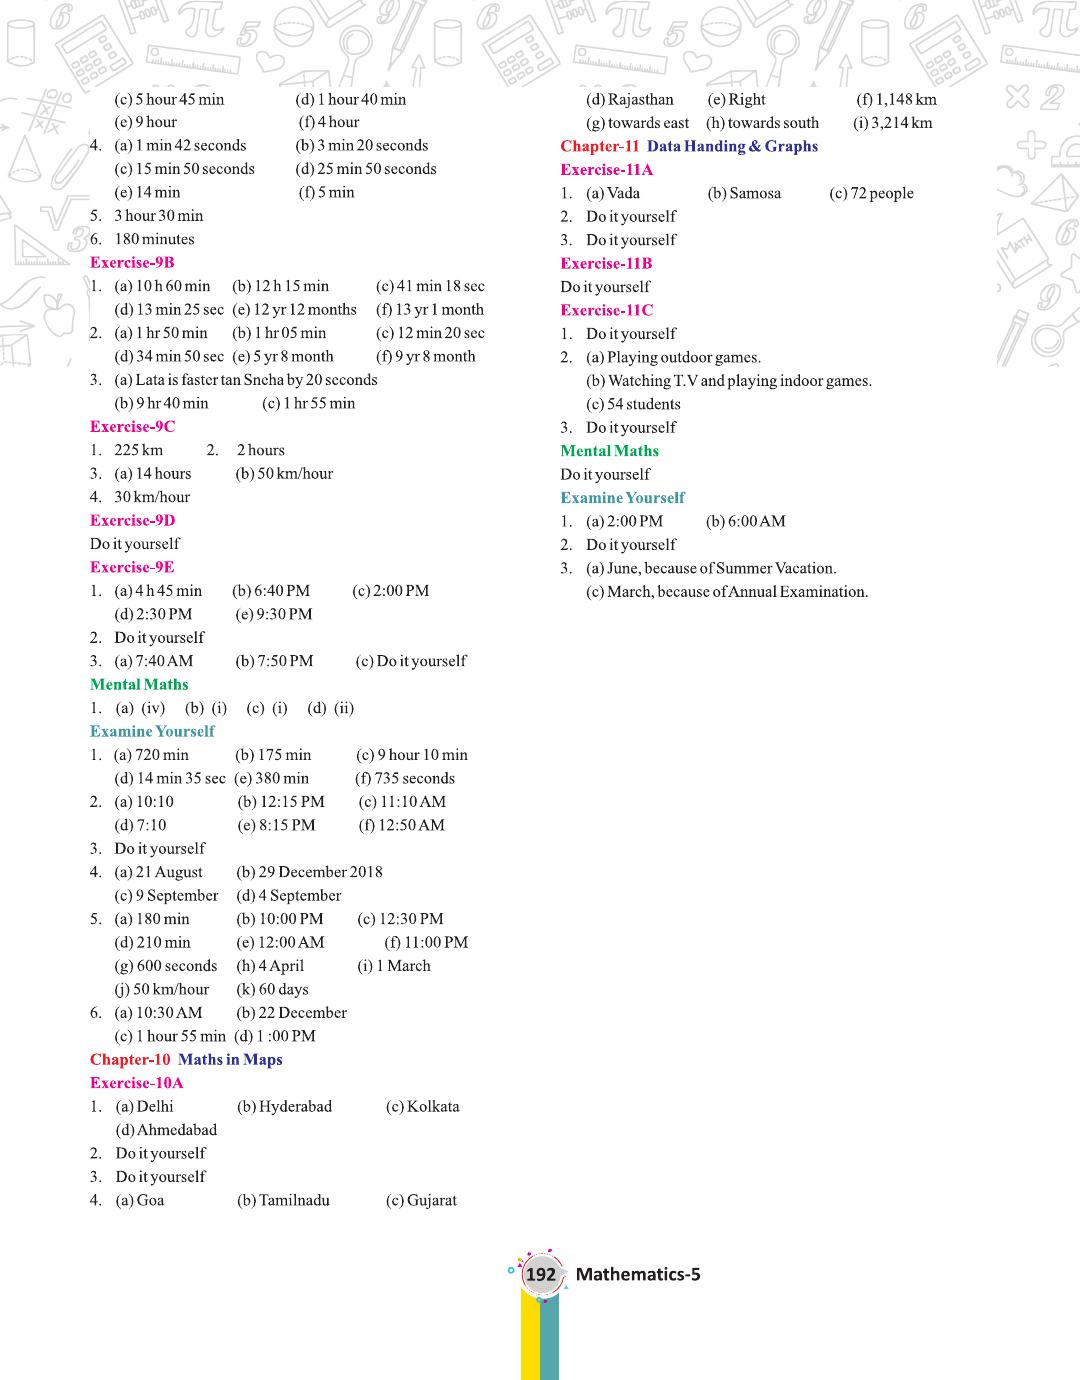 (c) 5 hour 45 min (d) 1 hour 40 min
(e) 9 hour (f) 4 hour
4. (a) 1 min 42 seconds (b) 3 min 20 seconds
(c) 15 min 50 seconds (d) 25 min 50 seconds
(e) 14 min (f) 5 min
5. 3 hour 30 min
6. 180 minutes
Exercise-9B
1. (a) 10 h 60 min (b) 12 h 15 min (c) 41 min 18 sec
(d) 13 min 25 sec (e) 12 yr 12 months (f) 13 yr 1 month
2. (a) 1 hr 50 min (b) 1 hr 05 min (c) 12 min 20 sec
(d) 34 min 50 sec (e) 5 yr 8 month (f) 9 yr 8 month
3. (a) Lata is faster tan Sncha by 20 seconds
(b) 9 hr 40 min (c) 1 hr 55 min
Exercise-9C
1. 225 km 2. 2 hours
3. (a) 14 hours (b) 50 km/hour
4. 30 km/hour
Exercise-9D
Do it yourself
Exercise-9E
1. (a) 4 h 45 min (b) 6:40 PM (c) 2:00 PM
(d) 2:30 PM (e) 9:30 PM
2. Do it yourself
3. (a) 7:40 AM (b) 7:50 PM (c) Do it yourself
Mental Maths
1. (a) (iv) (b) (i) (c) (i) (d) (ii)
Examine Yourself
1. (a) 720 min (b) 175 min (c) 9 hour 10 min
(d) 14 min 35 sec (e) 380 min (f) 735 seconds
2. (a) 10:10 (b) 12:15 PM (c) 11:10 AM
(d) 7:10 (e) 8:15 PM (f) 12:50 AM
3. Do it yourself
4. (a) 21 August (b) 29 December 2018
(c) 9 September (d) 4 September
5. (a) 180 min (b) 10:00 PM (c) 12:30 PM
(d) 210 min (e) 12:00 AM (f) 11:00 PM
(g) 600 seconds (h) 4 April (i) 1 March
(j) 50 km/hour (k) 60 days
6. (a) 10:30 AM (b) 22 December
(c) 1 hour 55 min (d) 1 :00 PM
Chapter-10 Maths in Maps
Exercise-10A
1. (a) Delhi (b) Hyderabad (c) Kolkata
(d) Ahmedabad
2. Do it yourself
3. Do it yourself
4. (a) Goa (b) Tamilnadu (c) Gujarat
(d) Rajasthan (e) Right (f) 1,148 km
(g) towards east (h) towards south (i) 3,214 km
Chapter-11 Data Handing & Graphs
Exercise-11A
1. (a) Vada (b) Samosa (c) 72 people
2. Do it yourself
3. Do it yourself
Exercise-11B
Do it yourself
Exercise-11C
1. Do it yourself
2. (a) Playing outdoor games.
(b) Watching T.V and playing indoor games.
(c) 54 students
3. Do it yourself
Mental Maths
Do it yourself
Examine Yourself
1. (a) 2:00 PM (b) 6:00 AM
2. Do it yourself
3. (a) June, because of Summer Vacation.
(c) March, because of Annual Examination.
192 Mathematics-5